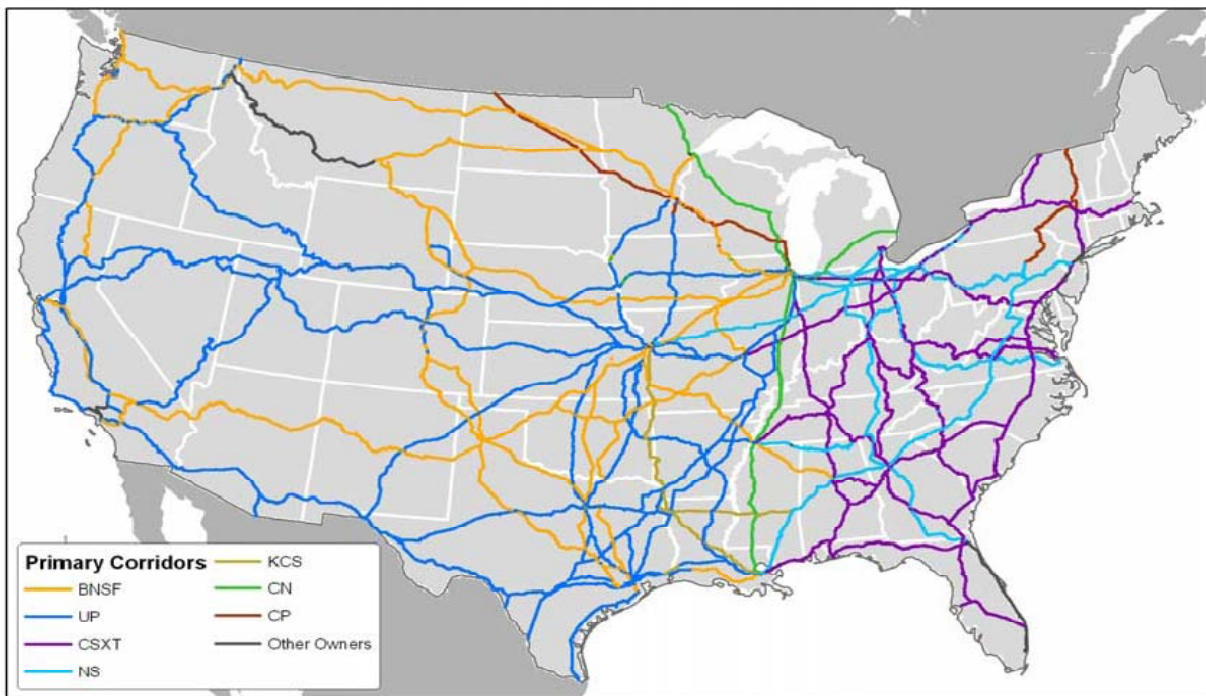 Primary Corridors
BNSF
UP
CSXT
NS
KCS
CN
CP
Other Owners